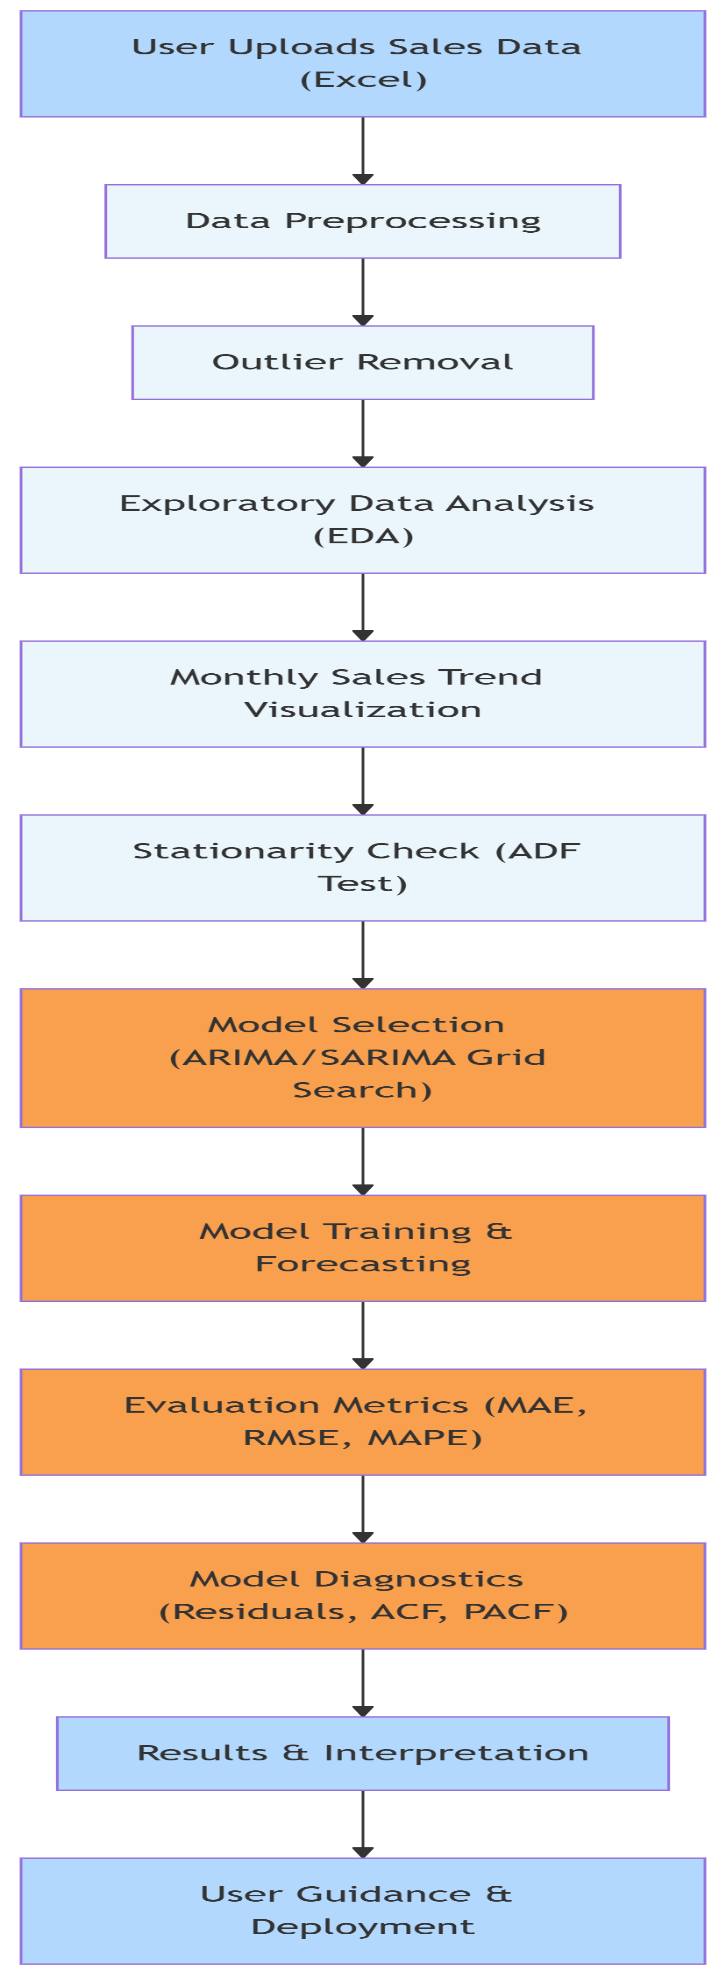 User Uploads Sales Data
(Excel)
Data Preprocessing
Outlier Removal
Exploratory Data Analysis
(EDA)
Monthly Sales Trend
Visualization
Stationarity Check (ADF
Test)
Model Selection
(ARIMA/SARIMA Grid
Search)
Model Training &
Forecasting
Evaluation Metrics (MAE,
RMSE, MAPE)
Model Diagnostics
(Residuals, ACF, PACF)
Results & Interpretation
User Guidance &
Deployment